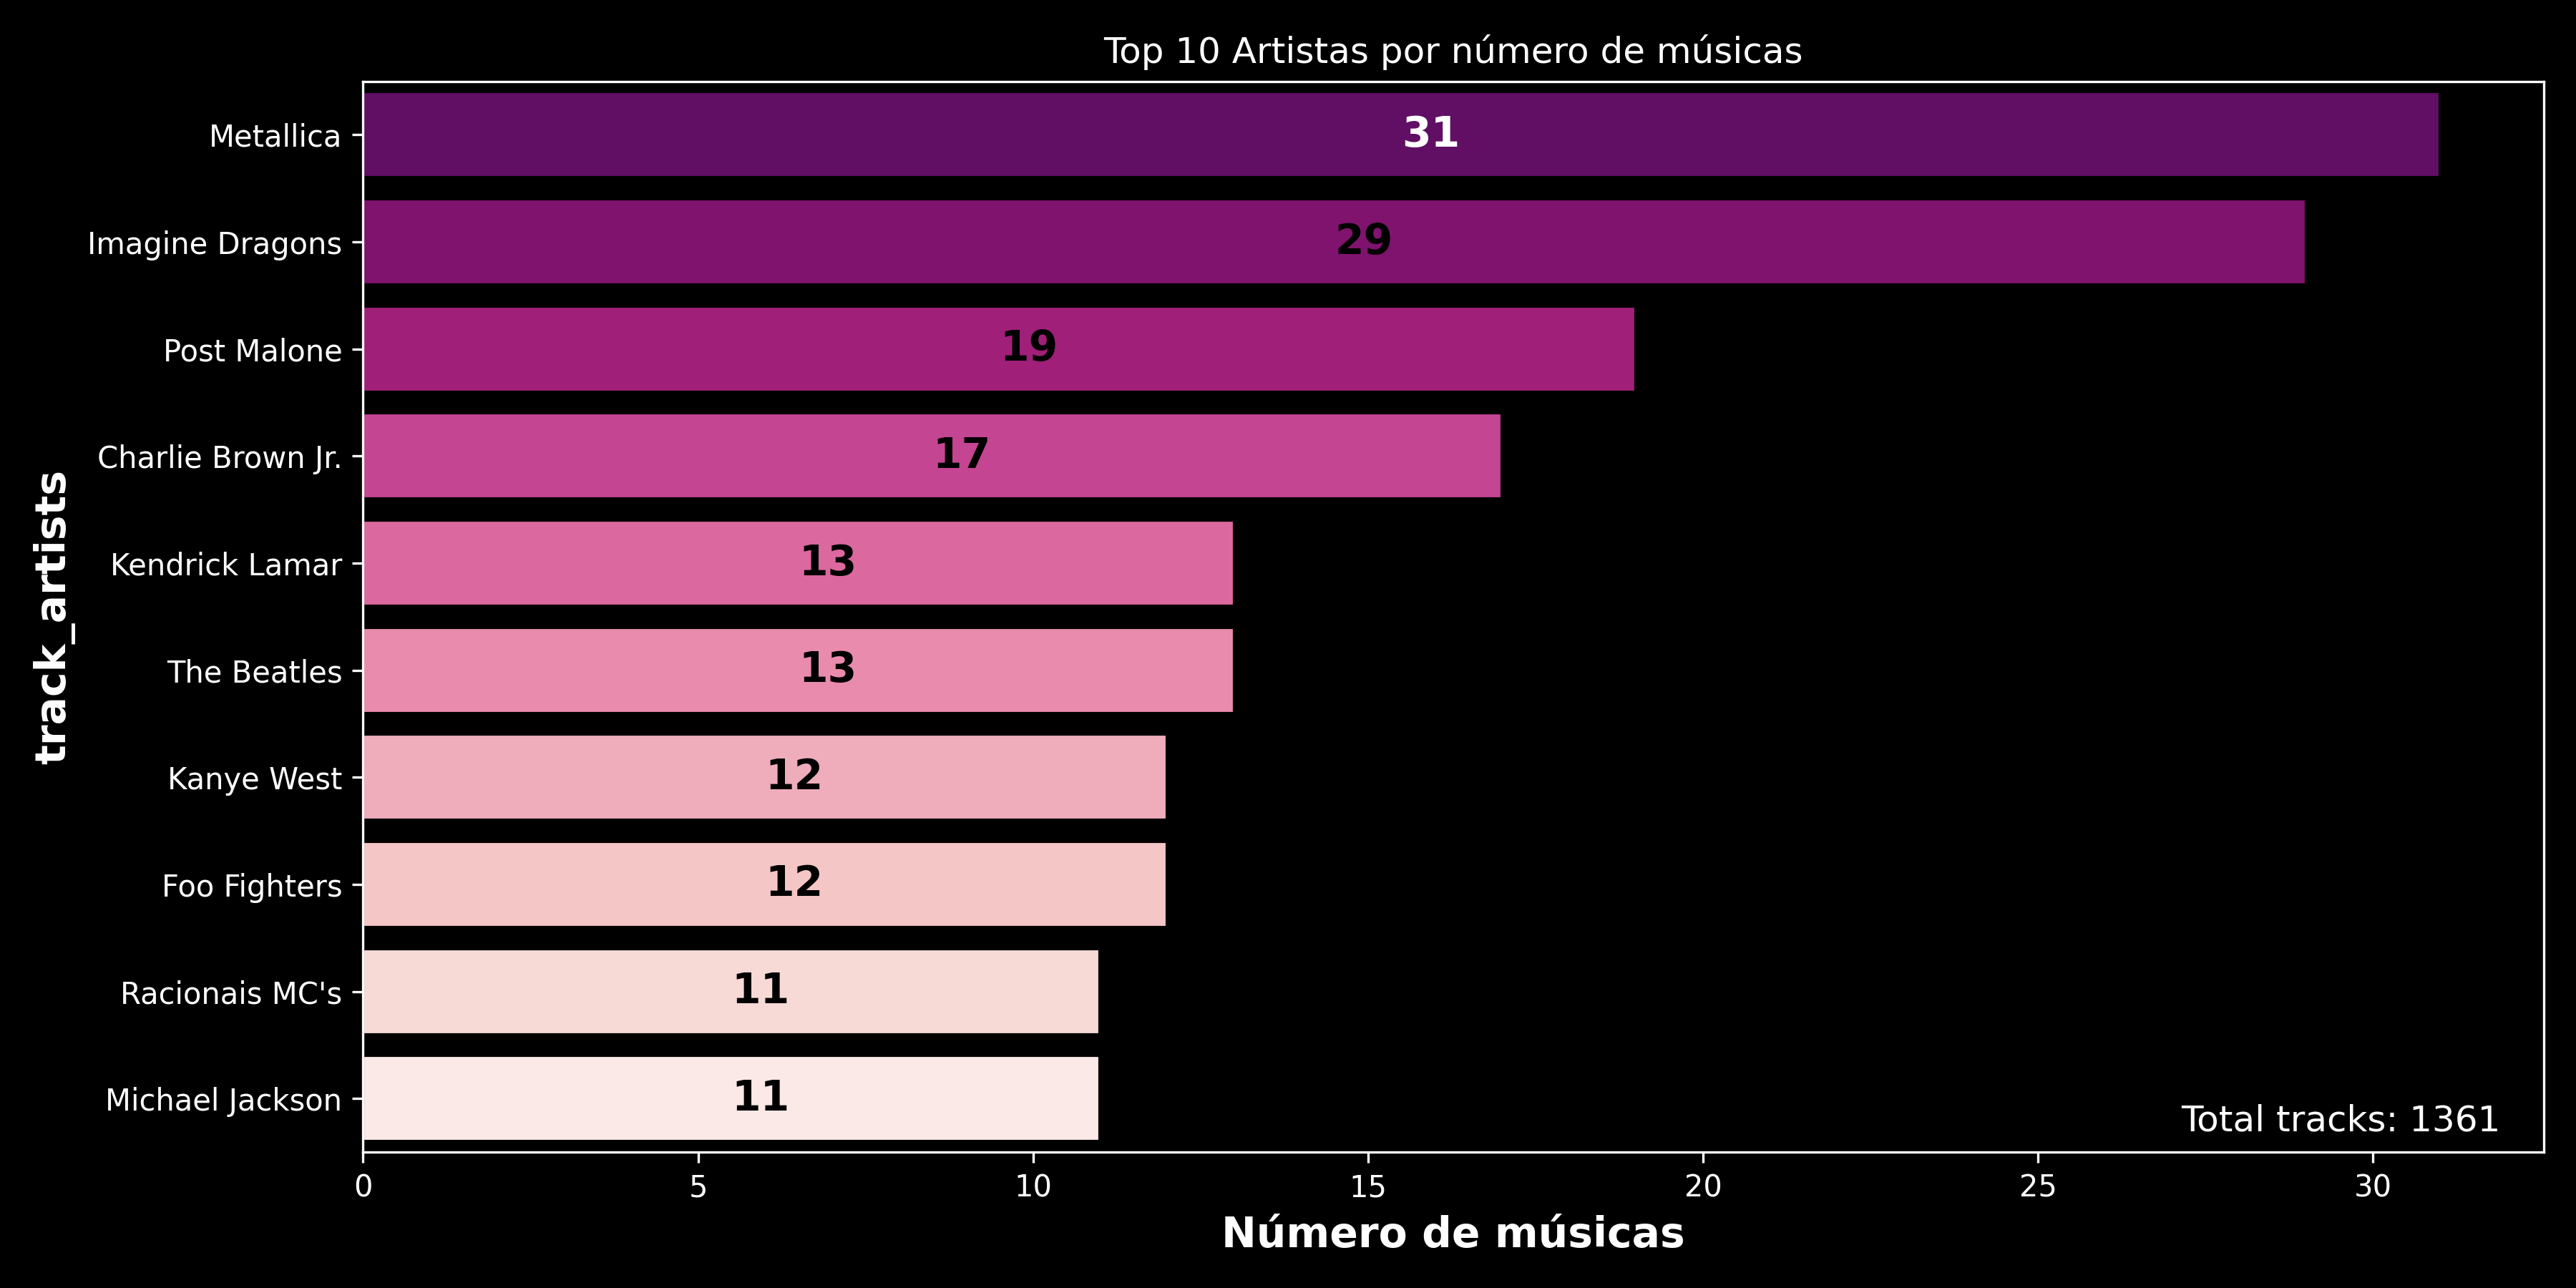 Top 10 Artistas por número de músicas
track_artists
Metallica
31
Imagine Dragons
29
Post Malone
19
Charlie Brown Jr.
17
Kendrick Lamar
13
The Beatles
13
Kanye West
12
Foo Fighters
12
Racionais MC's
11
Michael Jackson
11
Total tracks: 1361
0 5 10 15 20 25 30
Número de músicas